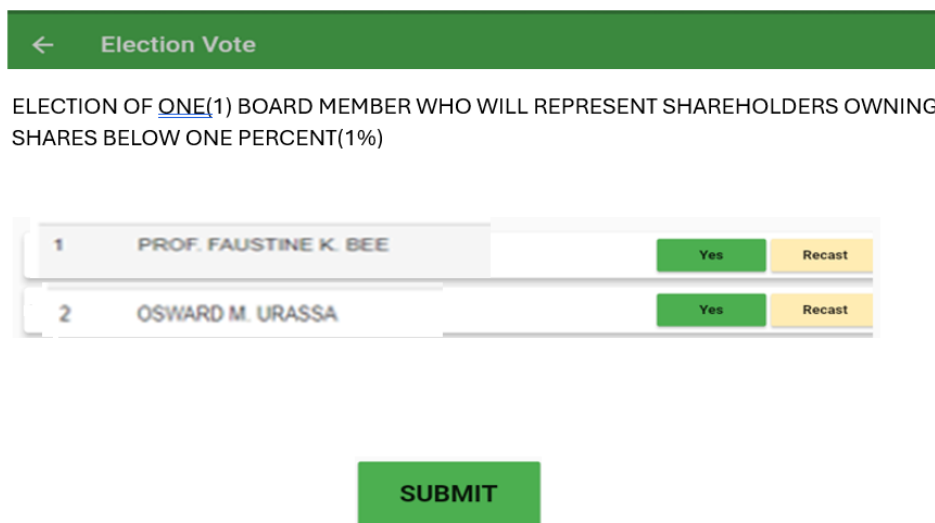 Election Vote
ELECTION OF ONE(1) BOARD MEMBER WHO WILL REPRESENT SHAREHOLDERS OWNING
SHARES BELOW ONE PERCENT(1%)
1 PROF. FAUSTINE K. BEE Yes Recast
2 OSWARD M. URASSA Yes Recast
SUBMIT